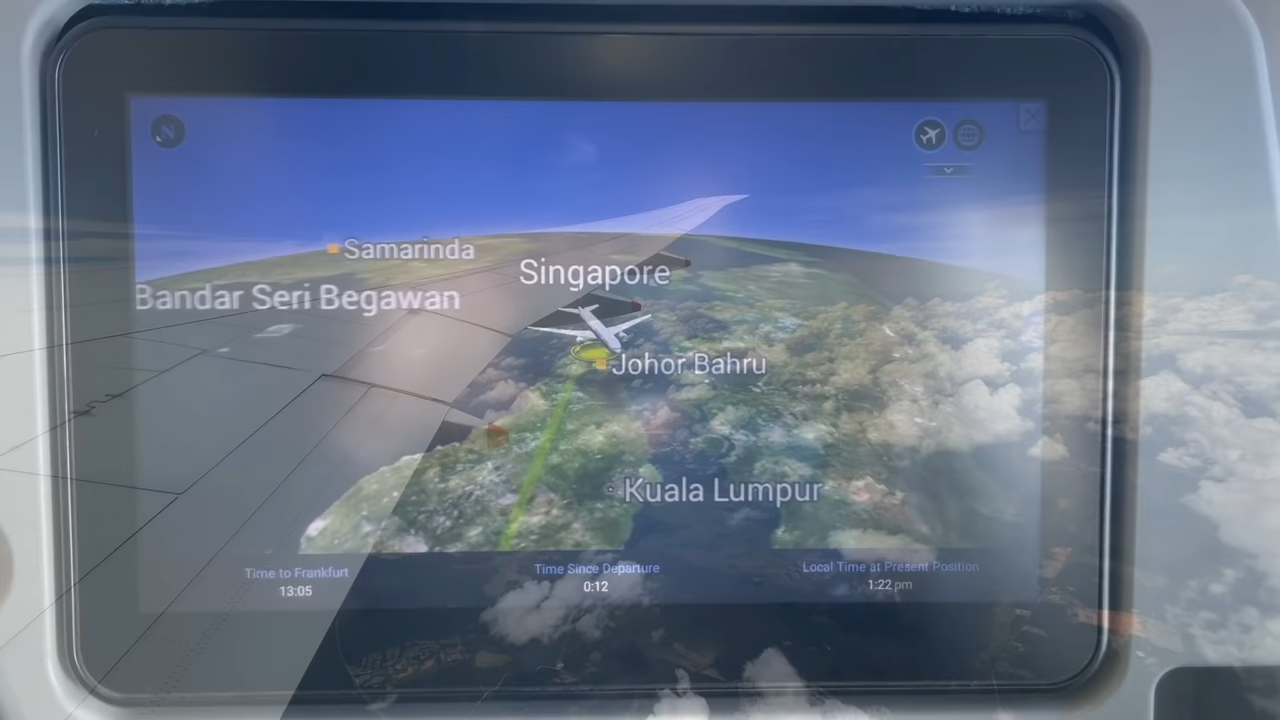 N
Samarinda
Singapore
Bandar Seri Begawan
Johor Bahru
Kuala Lumpur
Time to Frankfurt
13:05
Time Since Departure
0:12
Local Time at Present Position
1:22 pm